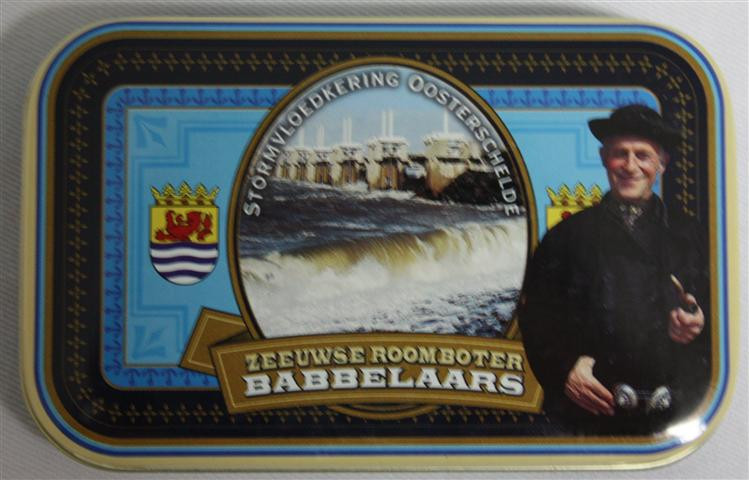 STORMVLOEDKERING OOSTERSCHELDE
ZEEUWSE ROOMBOTER
BABBELAARS